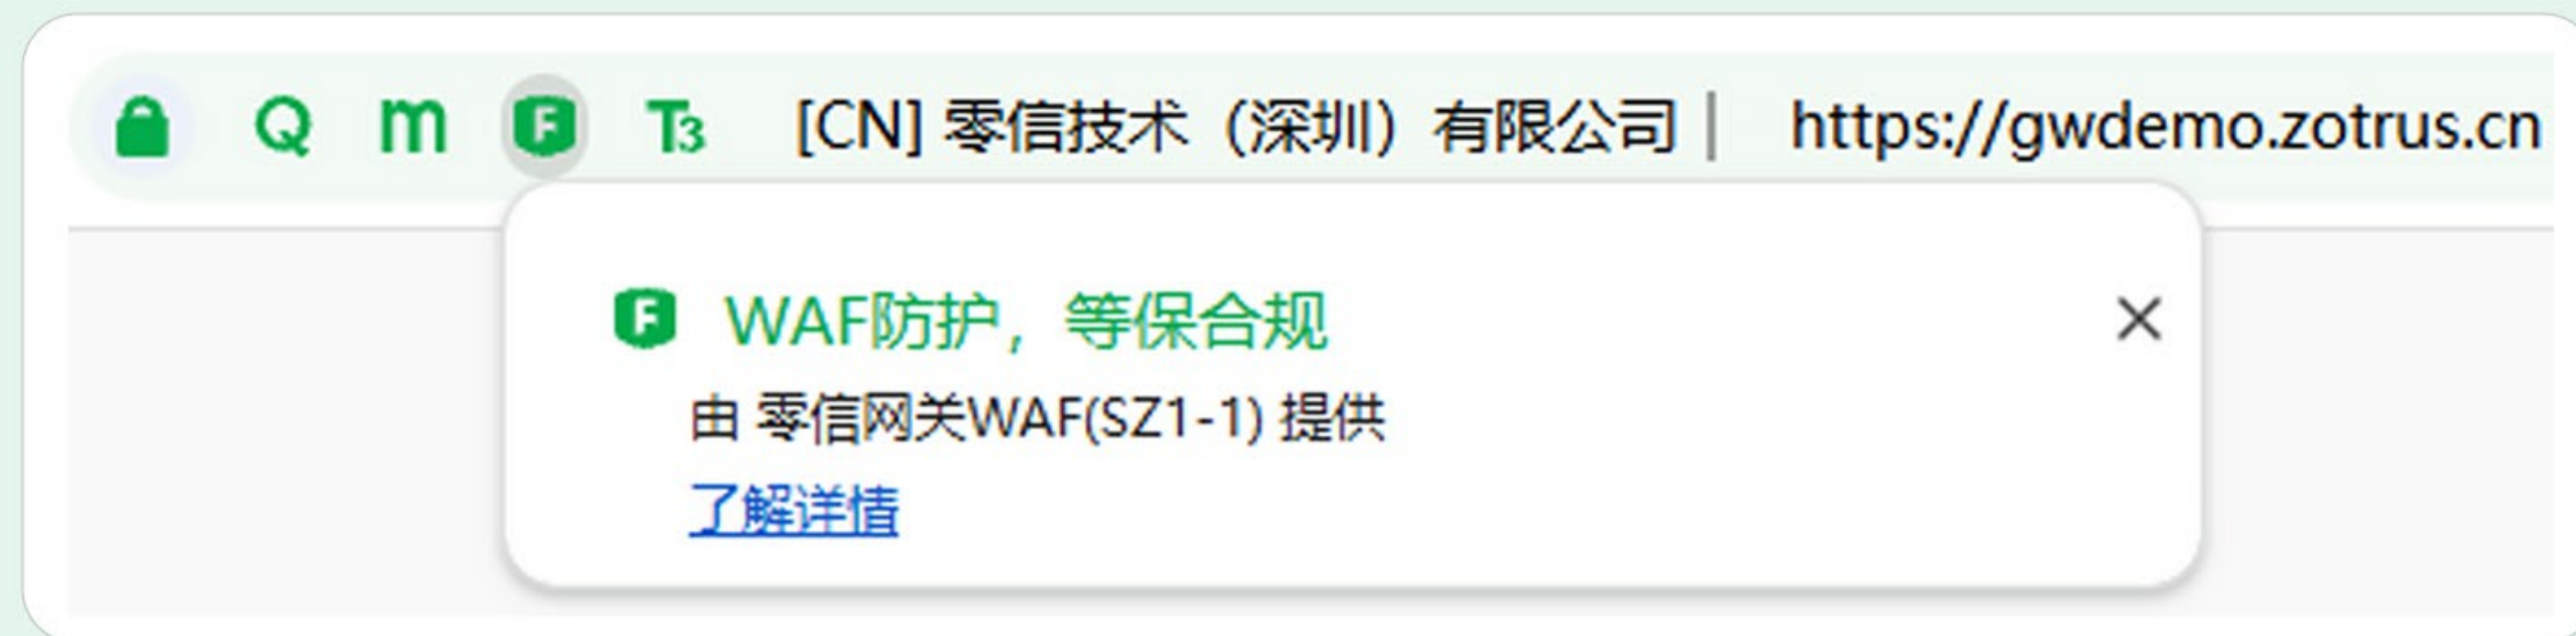 Q m F T3 [CN] 零信技术（深圳）有限公司 | https://gwdemo.zotrus.cn
F WAF防护，等保合规
由 零信网关WAF(SZ1-1) 提供
了解详情